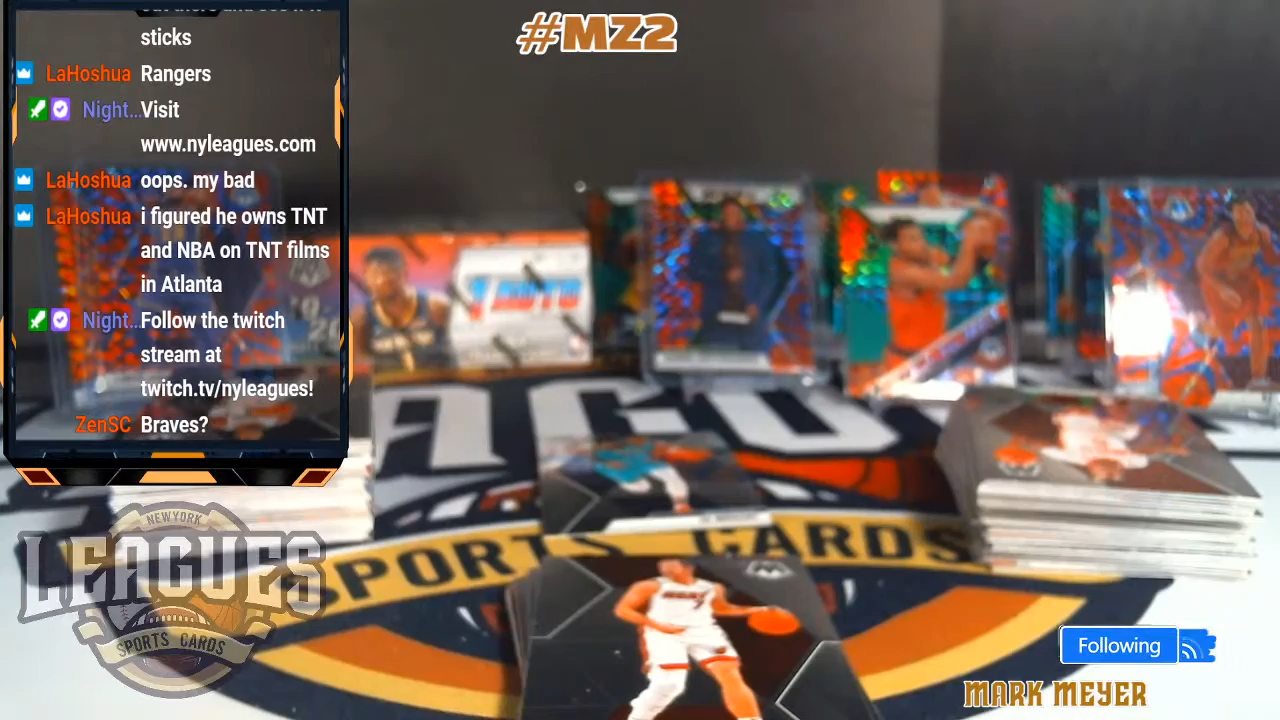 #MZ2
sticks
LaHoshua Rangers
Night... Visit
www.nyleagues.com
LaHoshua oops. my bad
LaHoshua i figured he owns TNT
and NBA on TNT films
in Atlanta
Night... Follow the twitch
stream at
twitch.tv/nyleagues!
ZenSC Braves?
NEWYORK
LEAGUES
SPORTS CARDS
SPORTS CARDS
Following
MARK MEYER